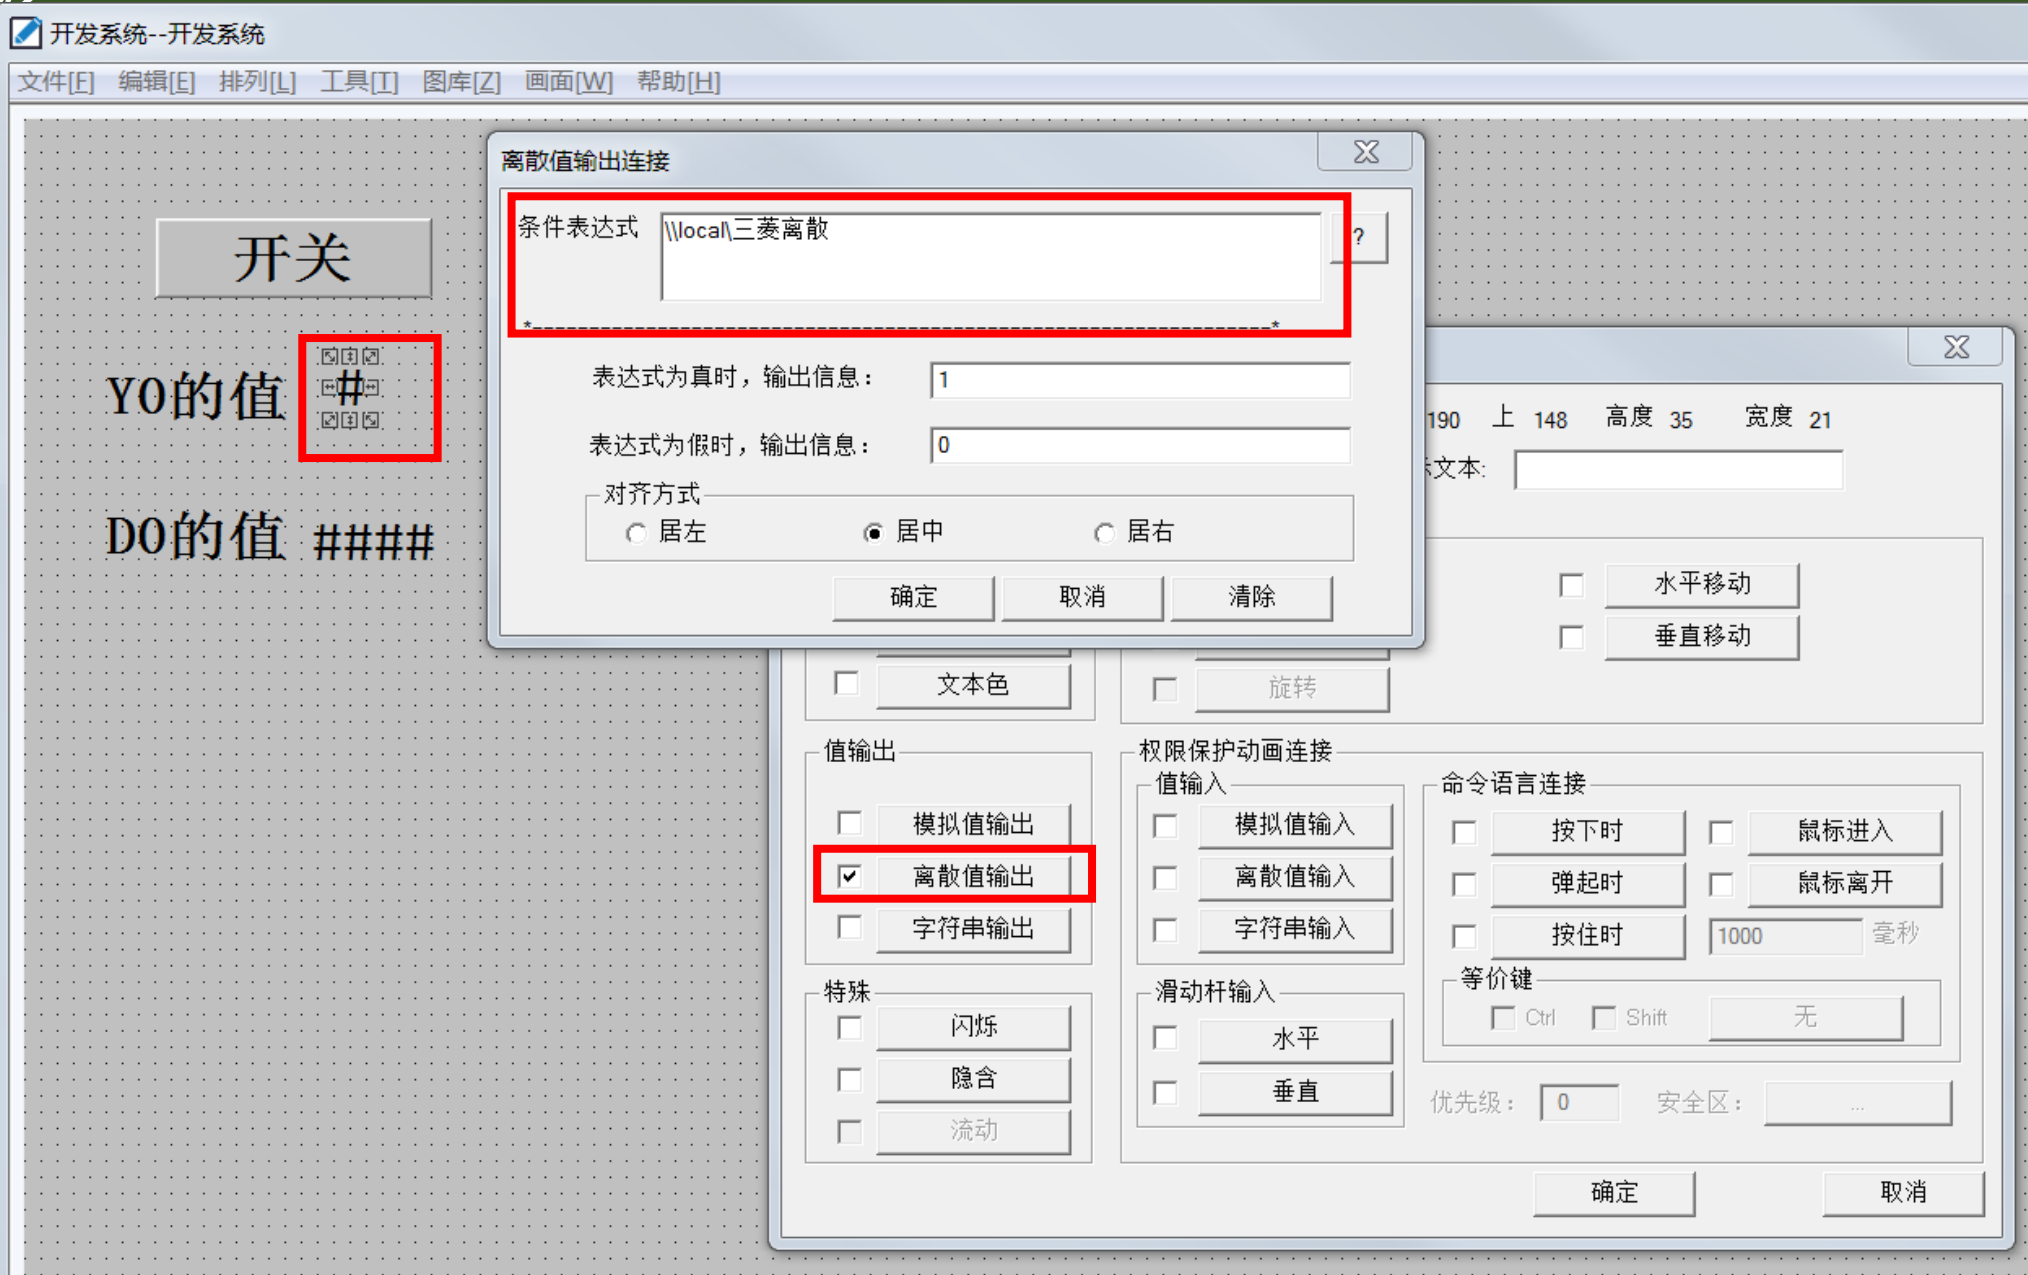 开发系统--开发系统
文件[F] 编辑[E] 排列[L] 工具[T] 图库[Z] 画面[W] 帮助[H]
开关
Y0的值 #
D0的值 ####
离散值输出连接
条件表达式 \\local\三菱离散 ?
*-----------------------------------------------------------------*
表达式为真时，输出信息： 1
表达式为假时，输出信息： 0
对齐方式
居左 居中 居右
确定 取消 清除
190 上 148 高度 35 宽度 21
文本:
水平移动
垂直移动
文本色
旋转
值输出
模拟值输出
离散值输出
字符串输出
特殊
闪烁
隐含
流动
权限保护动画连接
值输入
模拟值输入
离散值输入
字符串输入
滑动杆输入
水平
垂直
命令语言连接
按下时 鼠标进入
弹起时 鼠标离开
按住时 1000 毫秒
等价键
Ctrl Shift 无
优先级： 0 安全区： ...
确定 取消